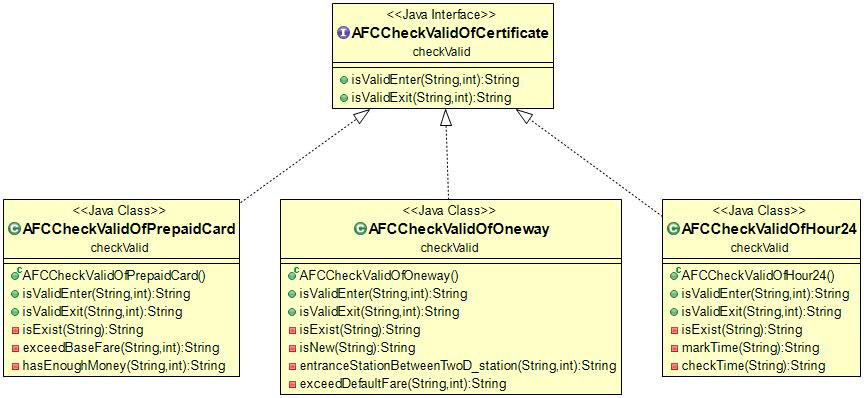 <<Java Interface>>
AFCCheckValidOfCertificate
checkValid
isValidEnter(String,int):String
isValidExit(String,int):String
<<Java Class>>
AFCCheckValidOfPrepaidCard
checkValid
AFCCheckValidOfPrepaidCard()
isValidEnter(String,int):String
isValidExit(String,int):String
isExist(String):String
exceedBaseFare(String,int):String
hasEnoughMoney(String,int):String
<<Java Class>>
AFCCheckValidOfOneway
checkValid
AFCCheckValidOfOneway()
isValidEnter(String,int):String
isValidExit(String,int):String
isExist(String):String
isNew(String):String
entranceStationBetweenTwoD_station(String,int):String
exceedDefaultFare(String,int):String
<<Java Class>>
AFCCheckValidOfHour24
checkValid
AFCCheckValidOfHour24()
isValidEnter(String,int):String
isValidExit(String,int):String
isExist(String):String
markTime(String):String
checkTime(String):String